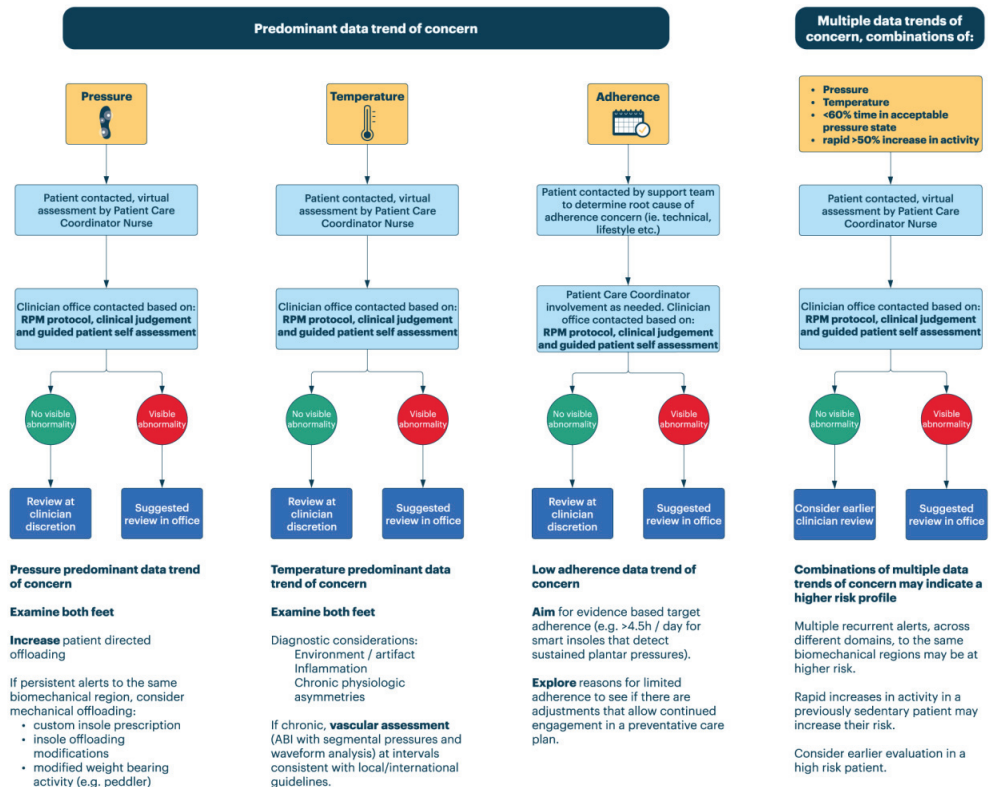 Predominant data trend of concern
Multiple data trends of
concern, combinations of:
Pressure
Temperature
Adherence
• Pressure
• Temperature
• <60% time in acceptable
pressure state
• rapid >50% increase in activity
Patient contacted, virtual
assessment by Patient Care
Coordinator Nurse
Patient contacted, virtual
assessment by Patient Care
Coordinator Nurse
Patient contacted by support team
to determine root cause of
adherence concern (ie. technical,
lifestyle etc.)
Patient contacted, virtual
assessment by Patient Care
Coordinator Nurse
Clinician office contacted based on:
RPM protocol, clinical judgement
and guided patient self assessment
Clinician office contacted based on:
RPM protocol, clinical judgement
and guided patient self assessment
Patient Care Coordinator
involvement as needed. Clinician
office contacted based on:
RPM protocol, clinical judgement
and guided patient self assessment
Clinician office contacted based on:
RPM protocol, clinical judgement
and guided patient self assessment
No visible
abnormality
Visible
abnormality
No visible
abnormality
Visible
abnormality
No visible
abnormality
Visible
abnormality
No visible
abnormality
Visible
abnormality
Review at
clinician
discretion
Suggested
review in office
Review at
clinician
discretion
Suggested
review in office
Review at
clinician
discretion
Suggested
review in office
Consider earlier
clinician review
Suggested
review in office
Pressure predominant data trend
of concern
Examine both feet
Increase patient directed
offloading
If persistent alerts to the same
biomechanical region, consider
mechanical offloading:
• custom insole prescription
• insole offloading
modifications
• modified weight bearing
activity (e.g. peddler)
Temperature predominant data
trend of concern
Examine both feet
Diagnostic considerations:
Environment / artifact
Inflammation
Chronic physiologic
asymmetries
If chronic, vascular assessment
(ABI with segmental pressures and
waveform analysis) at intervals
consistent with local/international
guidelines.
Low adherence data trend of
concern
Aim for evidence based target
adherence (e.g. >4.5h / day for
smart insoles that detect
sustained plantar pressures).
Explore reasons for limited
adherence to see if there are
adjustments that allow continued
engagement in a preventative care
plan.
Combinations of multiple data
trends of concern may indicate a
higher risk profile
Multiple recurrent alerts, across
different domains, to the same
biomechanical regions may be at
higher risk.
Rapid increases in activity in a
previously sedentary patient may
increase their risk.
Consider earlier evaluation in a
high risk patient.